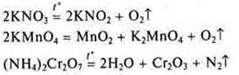 2KNO₃ =ᵗ°= 2KNO₂ + O₂↑
2KMnO₄ = MnO₂ + K₂MnO₄ + O₂↑
(NH₄)₂Cr₂O₇ =ᵗ°= 2H₂O + Cr₂O₃ + N₂↑